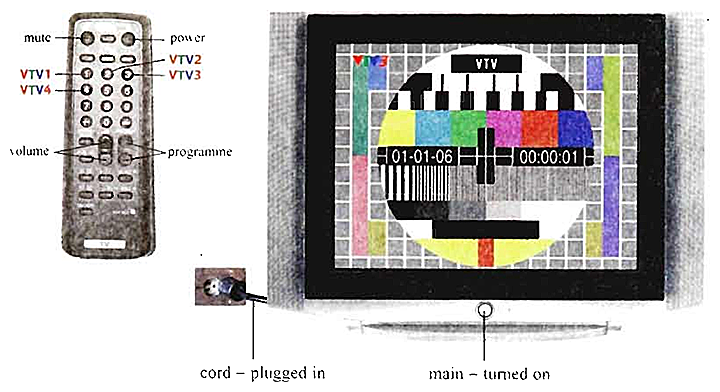 mute
power
VTV2
VTV1
VTV3
VTV4
volume
programme
TV
VTV3
VTV
01-01-06
00:00:01
cord – plugged in
main – turned on